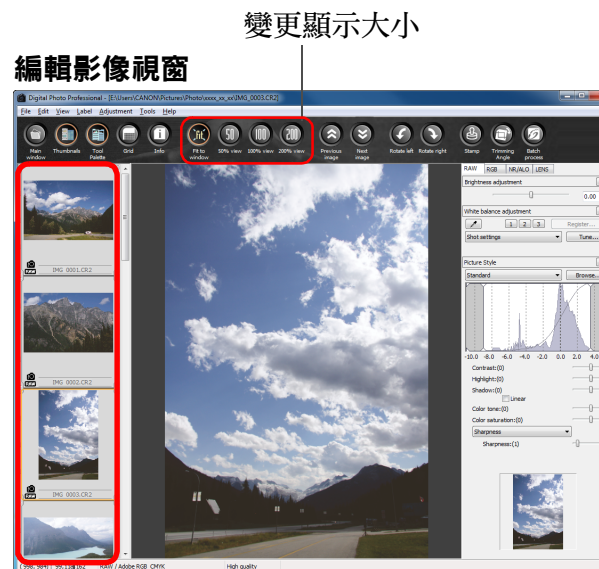 變更顯示大小
編輯影像視窗
Digital Photo Professional - [E:\Users\CANON\Pictures\Photo\xxxx_xx_xx\IMG_0003.CR2]
File Edit View Label Adjustment Tools Help
Main window Thumbnails Tool Palette Grid Info Fit to window 50% view 100% view 200% view Previous image Next image Rotate left Rotate right Stamp Trimming Angle Batch process
RAW RGB NR/ALO LENS
Brightness adjustment
0.00
White balance adjustment
1 2 3 Register...
Shot settings Tune...
Picture Style
Standard Browse...
-10.0 -8.0 -6.0 -4.0 -2.0 0.0 2.0 4.0
Contrast:(0)
Highlight:(0)
Shadow:(0)
Linear
Color tone:(0)
Color saturation:(0)
Sharpness
Sharpness:(1)
RAW IMG_0001.CR2
RAW IMG_0002.CR2
RAW IMG_0003.CR2
RAW / Adobe RGB CMYK High quality